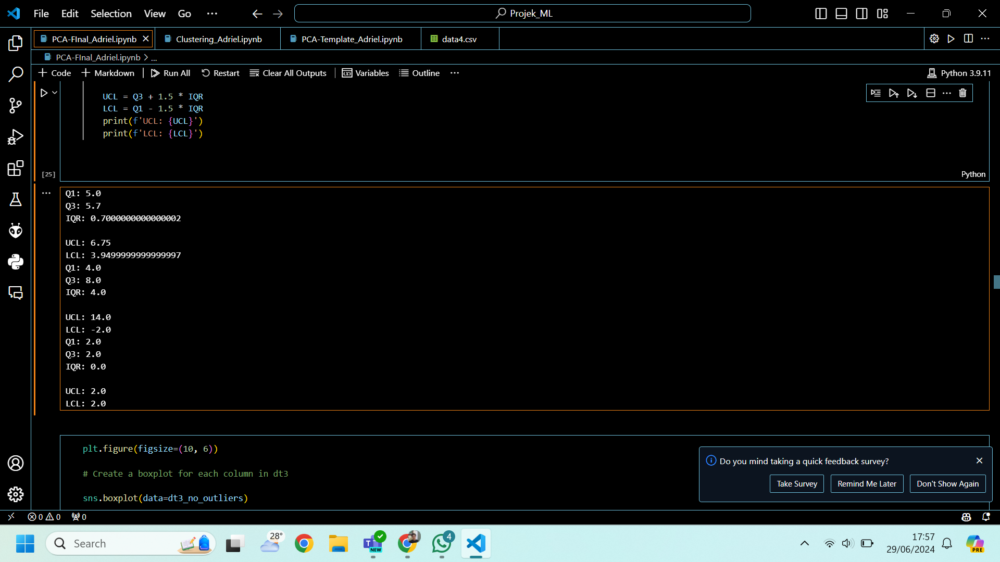 File Edit Selection View Go ··· Projek_ML
PCA-FInal_Adriel.ipynb Clustering_Adriel.ipynb PCA-Template_Adriel.ipynb data4.csv
PCA-FInal_Adriel.ipynb > ...
+ Code + Markdown | Run All Restart Clear All Outputs | Variables Outline ··· Python 3.9.11
UCL = Q3 + 1.5 * IQR
LCL = Q1 - 1.5 * IQR
print(f'UCL: {UCL}')
print(f'LCL: {LCL}')
[25] Python
Q1: 5.0
Q3: 5.7
IQR: 0.7000000000000002
UCL: 6.75
LCL: 3.9499999999999997
Q1: 4.0
Q3: 8.0
IQR: 4.0
UCL: 14.0
LCL: -2.0
Q1: 2.0
Q3: 2.0
IQR: 0.0
UCL: 2.0
LCL: 2.0
plt.figure(figsize=(10, 6))
# Create a boxplot for each column in dt3
sns.boxplot(data=dt3_no_outliers)
Do you mind taking a quick feedback survey?
Take Survey Remind Me Later Don't Show Again
0 0 0
Search 28° NEW 4 17:57 PRE
29/06/2024